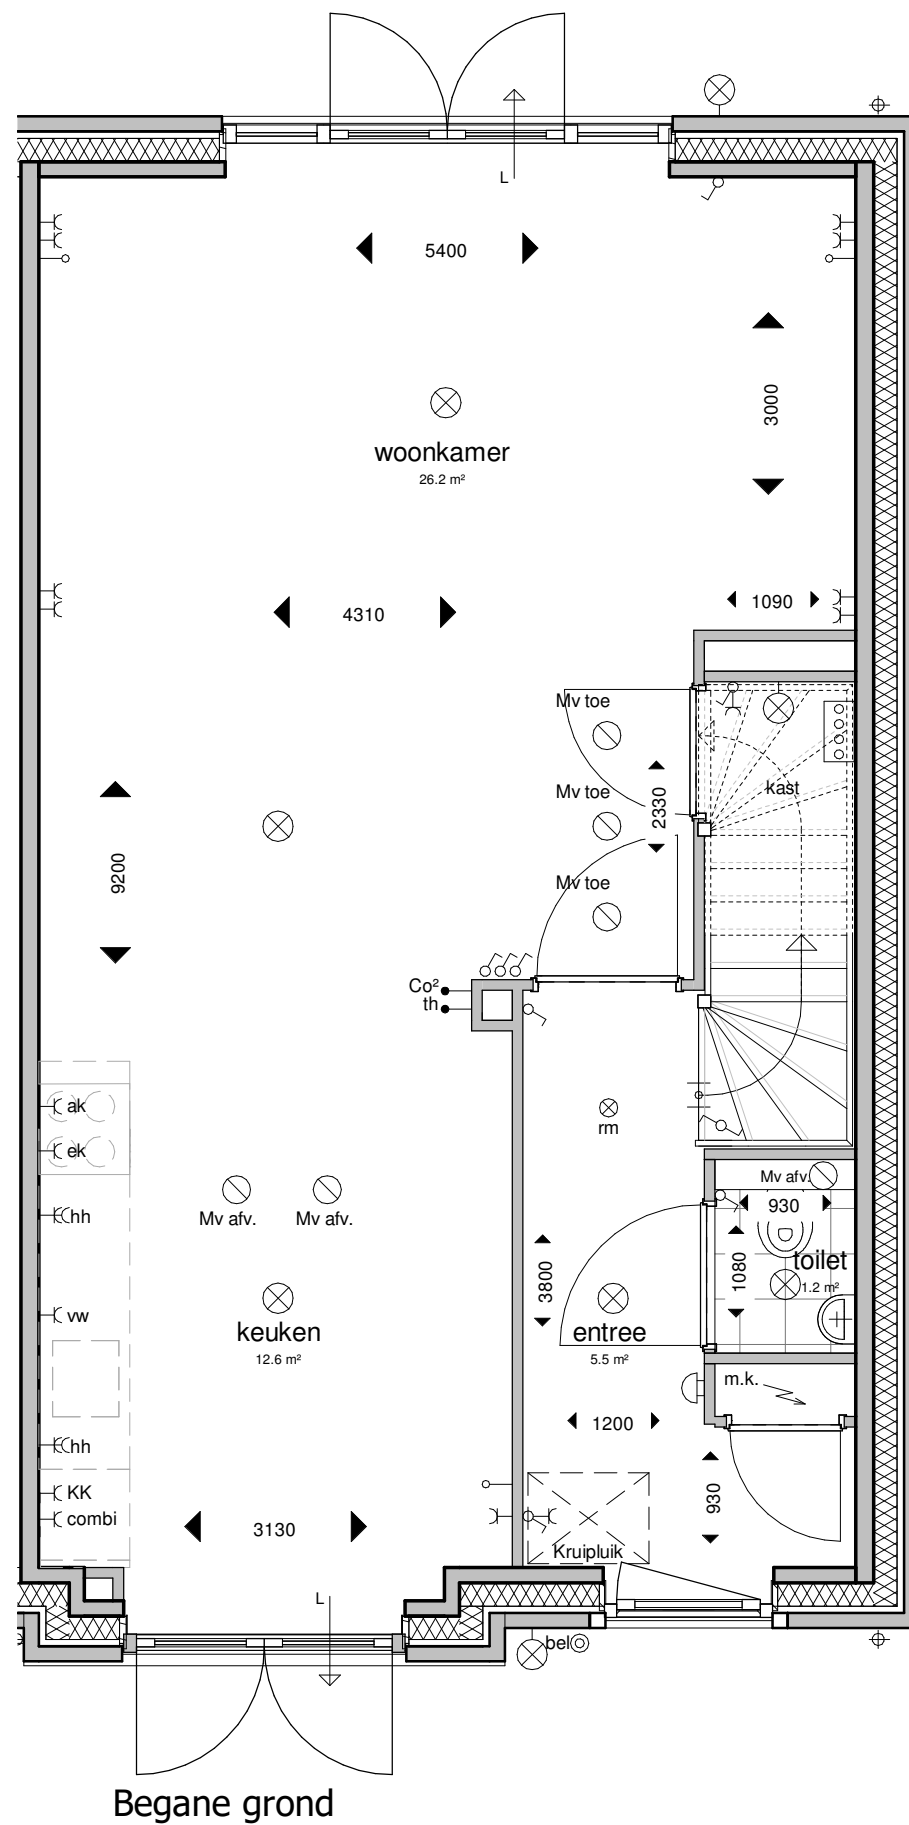 L
5400
3000
woonkamer
26.2 m²
4310
1090
Mv toe
kast
Mv toe
2330
9200
Mv toe
Co²
th
ak
rm
ek
Mv afv.
930
hh
Mv afv.
Mv afv.
3800
1080
toilet
1.2 m²
vw
keuken
12.6 m²
entree
5.5 m²
m.k.
1200
hh
KK
930
combi
3130
Kruipluik
L
bel
Begane grond